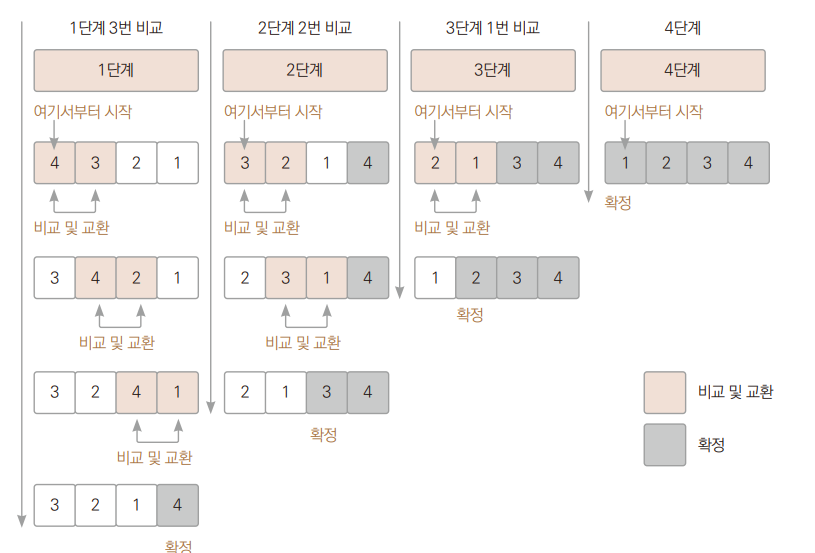 1단계 3번 비교
2단계 2번 비교
3단계 1번 비교
4단계
1단계
2단계
3단계
4단계
여기서부터 시작
여기서부터 시작
여기서부터 시작
여기서부터 시작
4 3 2 1
3 2 1 4
2 1 3 4
1 2 3 4
확정
비교 및 교환
비교 및 교환
비교 및 교환
3 4 2 1
2 3 1 4
1 2 3 4
확정
비교 및 교환
비교 및 교환
3 2 4 1
2 1 3 4
비교 및 교환
확정
확정
비교 및 교환
3 2 1 4
확정